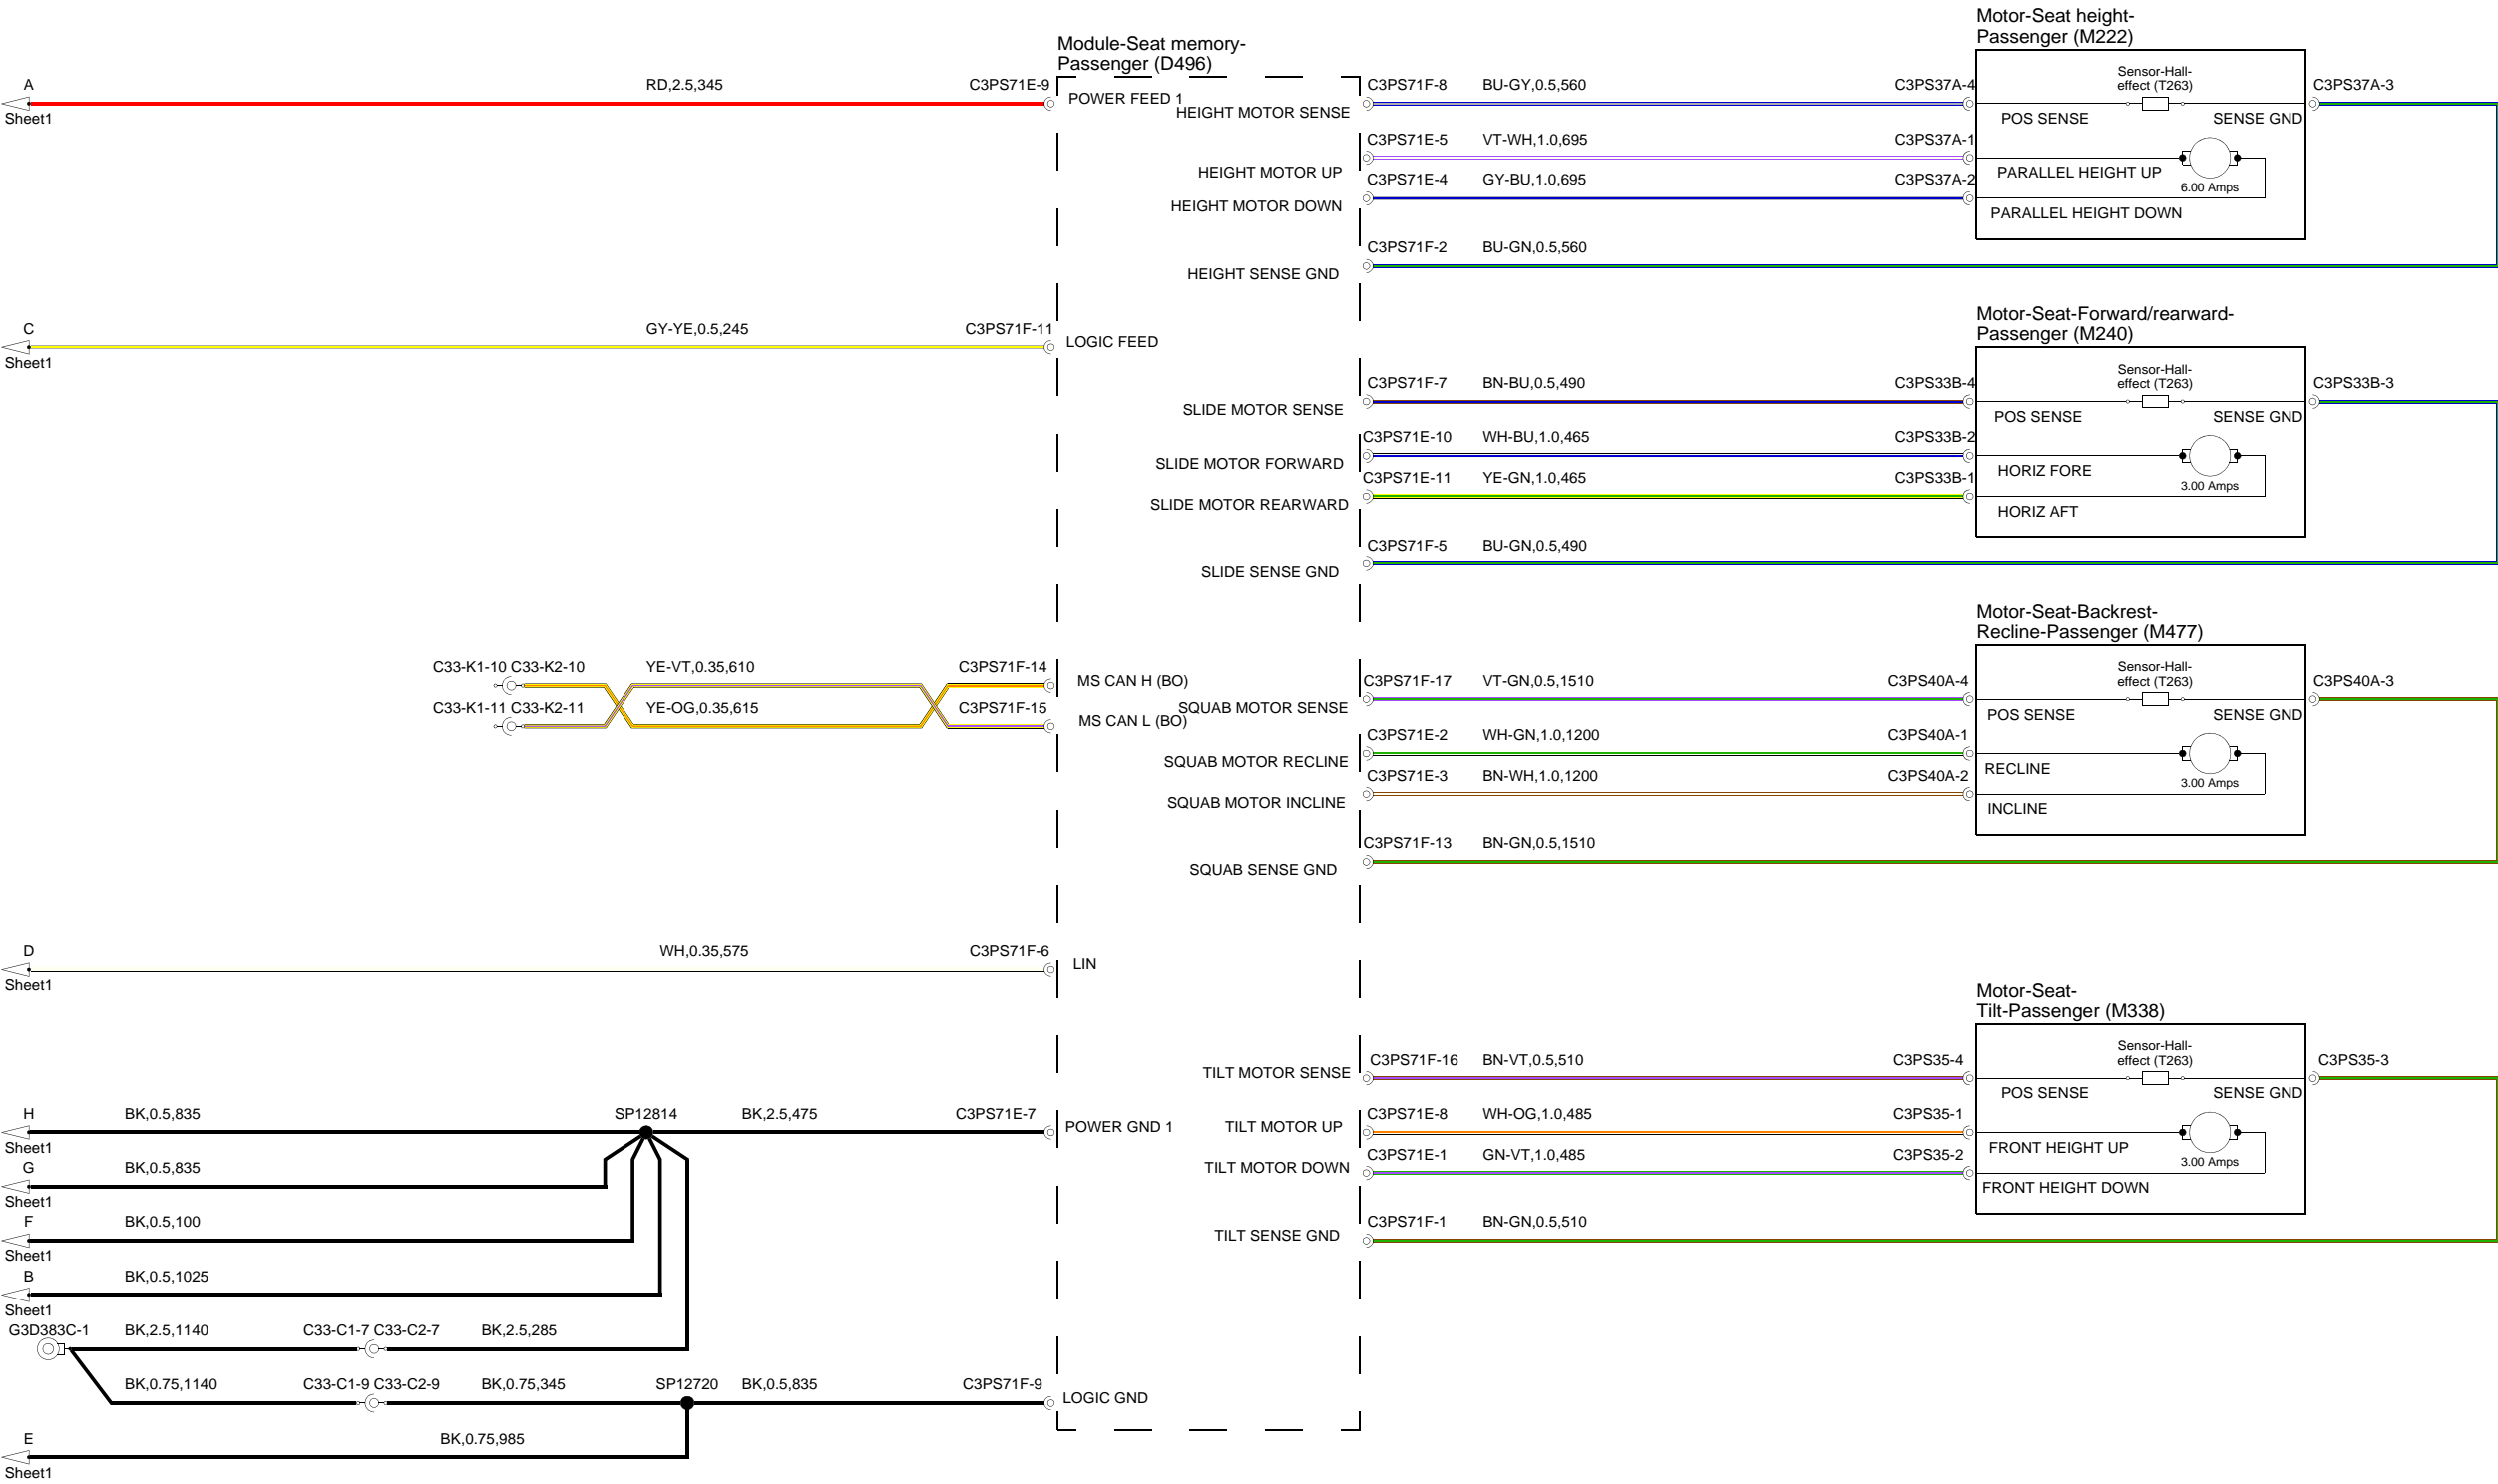 Motor-Seat height-
Passenger (M222)
Module-Seat memory-
Passenger (D496)
A
RD,2.5,345
C3PS71E-9
POWER FEED 1
Sheet1
HEIGHT MOTOR SENSE
C3PS71F-8
BU-GY,0.5,560
C3PS37A-4
Sensor-Hall-
effect (T263)
C3PS37A-3
POS SENSE
SENSE GND
HEIGHT MOTOR UP
C3PS71E-5
VT-WH,1.0,695
C3PS37A-1
PARALLEL HEIGHT UP
6.00 Amps
HEIGHT MOTOR DOWN
C3PS71E-4
GY-BU,1.0,695
C3PS37A-2
PARALLEL HEIGHT DOWN
HEIGHT SENSE GND
C3PS71F-2
BU-GN,0.5,560
C
GY-YE,0.5,245
C3PS71F-11
LOGIC FEED
Sheet1
Motor-Seat-Forward/rearward-
Passenger (M240)
SLIDE MOTOR SENSE
C3PS71F-7
BN-BU,0.5,490
C3PS33B-4
Sensor-Hall-
effect (T263)
C3PS33B-3
POS SENSE
SENSE GND
SLIDE MOTOR FORWARD
C3PS71E-10
WH-BU,1.0,465
C3PS33B-2
HORIZ FORE
3.00 Amps
SLIDE MOTOR REARWARD
C3PS71E-11
YE-GN,1.0,465
C3PS33B-1
HORIZ AFT
SLIDE SENSE GND
C3PS71F-5
BU-GN,0.5,490
Motor-Seat-Backrest-
Recline-Passenger (M477)
C33-K1-10 C33-K2-10
YE-VT,0.35,610
C3PS71F-14
MS CAN H (BO)
C33-K1-11 C33-K2-11
YE-OG,0.35,615
C3PS71F-15
MS CAN L (BO)
SQUAB MOTOR SENSE
C3PS71F-17
VT-GN,0.5,1510
C3PS40A-4
Sensor-Hall-
effect (T263)
C3PS40A-3
POS SENSE
SENSE GND
SQUAB MOTOR RECLINE
C3PS71E-2
WH-GN,1.0,1200
C3PS40A-1
RECLINE
3.00 Amps
SQUAB MOTOR INCLINE
C3PS71E-3
BN-WH,1.0,1200
C3PS40A-2
INCLINE
SQUAB SENSE GND
C3PS71F-13
BN-GN,0.5,1510
D
WH,0.35,575
C3PS71F-6
LIN
Sheet1
Motor-Seat-
Tilt-Passenger (M338)
TILT MOTOR SENSE
C3PS71F-16
BN-VT,0.5,510
C3PS35-4
Sensor-Hall-
effect (T263)
C3PS35-3
POS SENSE
SENSE GND
H
BK,0.5,835
SP12814
BK,2.5,475
C3PS71E-7
POWER GND 1
Sheet1
TILT MOTOR UP
C3PS71E-8
WH-OG,1.0,485
C3PS35-1
FRONT HEIGHT UP
3.00 Amps
TILT MOTOR DOWN
C3PS71E-1
GN-VT,1.0,485
C3PS35-2
FRONT HEIGHT DOWN
G
BK,0.5,835
Sheet1
TILT SENSE GND
C3PS71F-1
BN-GN,0.5,510
F
BK,0.5,100
Sheet1
B
BK,0.5,1025
Sheet1
G3D383C-1
BK,2.5,1140
C33-C1-7 C33-C2-7
BK,2.5,285
BK,0.75,1140
C33-C1-9 C33-C2-9
BK,0.75,345
SP12720
BK,0.5,835
C3PS71F-9
LOGIC GND
E
BK,0.75,985
Sheet1